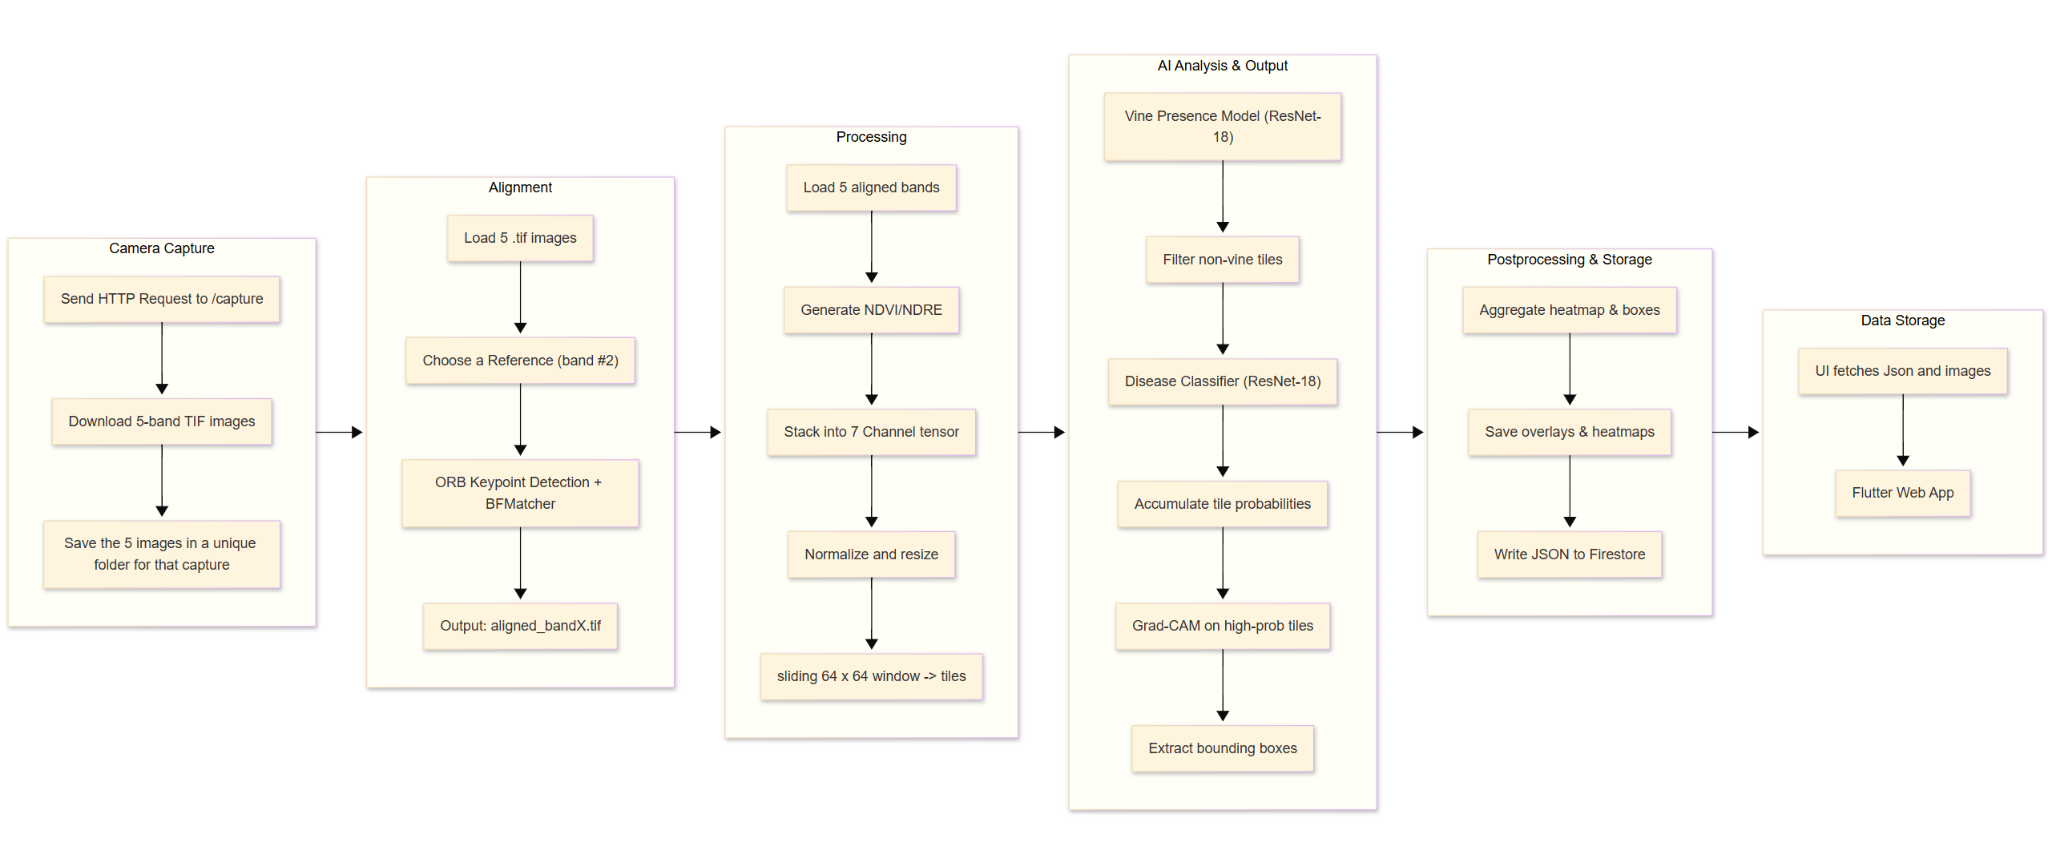 Camera Capture
Send HTTP Request to /capture
Download 5-band TIF images
Save the 5 images in a unique
folder for that capture
Alignment
Load 5 .tif images
Choose a Reference (band #2)
ORB Keypoint Detection +
BFMatcher
Output: aligned_bandX.tif
Processing
Load 5 aligned bands
Generate NDVI/NDRE
Stack into 7 Channel tensor
Normalize and resize
sliding 64 x 64 window -> tiles
AI Analysis & Output
Vine Presence Model (ResNet-
18)
Filter non-vine tiles
Disease Classifier (ResNet-18)
Accumulate tile probabilities
Grad-CAM on high-prob tiles
Extract bounding boxes
Postprocessing & Storage
Aggregate heatmap & boxes
Save overlays & heatmaps
Write JSON to Firestore
Data Storage
UI fetches Json and images
Flutter Web App